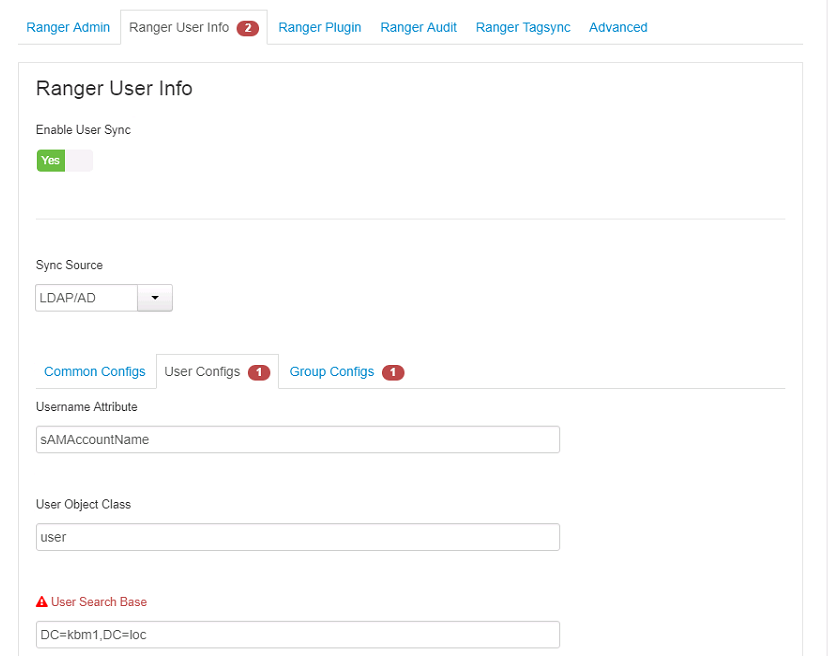 Ranger Admin Ranger User Info 2 Ranger Plugin Ranger Audit Ranger Tagsync Advanced
Ranger User Info
Enable User Sync
Yes
Sync Source
LDAP/AD
Common Configs User Configs 1 Group Configs 1
Username Attribute
sAMAccountName
User Object Class
user
User Search Base
DC=kbm1,DC=loc